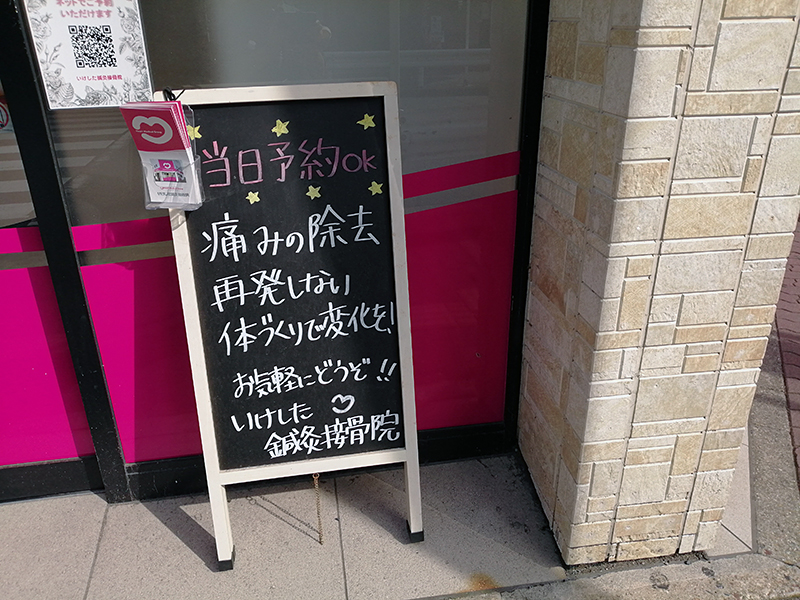 ネットでご予約
いただけます
いけした鍼灸接骨院
当日予約OK
痛みの除去
再発しない
体づくりで変化を!
お気軽にどうぞ!!
いけした
鍼灸接骨院